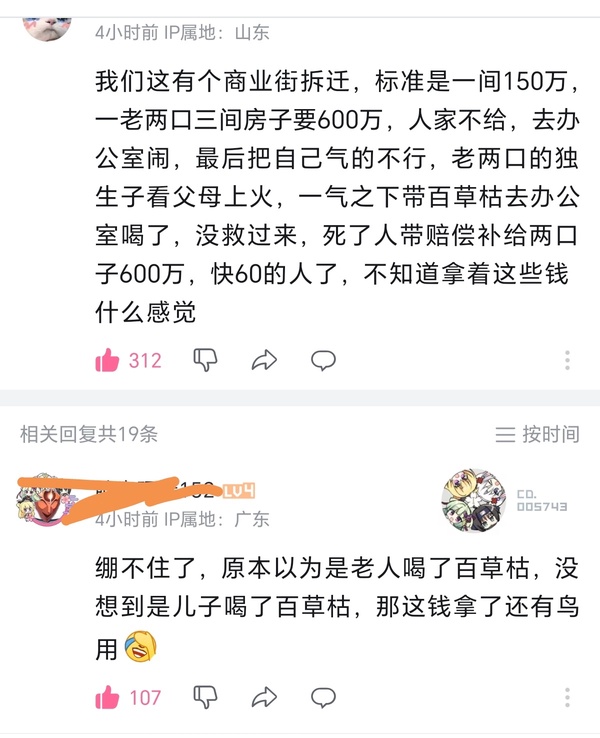 4小时前 IP属地：山东
我们这有个商业街拆迁，标准是一间150万，
一老两口三间房子要600万，人家不给，去办
公室闹，最后把自己气的不行，老两口的独
生子看父母上火，一气之下带百草枯去办公
室喝了，没救过来，死了人带赔偿补给两口
子600万，快60的人了，不知道拿着这些钱
什么感觉
312
相关回复共19条 按时间
LV4
CD.
005743
4小时前 IP属地：广东
绷不住了，原本以为是老人喝了百草枯，没
想到是儿子喝了百草枯，那这钱拿了还有鸟
用
107